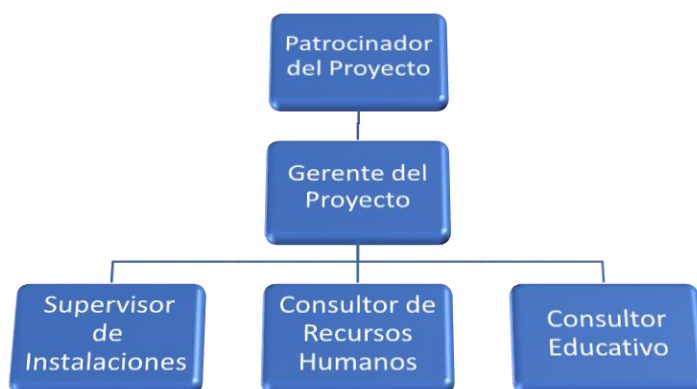 Patrocinador
del Proyecto
Gerente del
Proyecto
Supervisor
de
Instalaciones
Consultor de
Recursos
Humanos
Consultor
Educativo